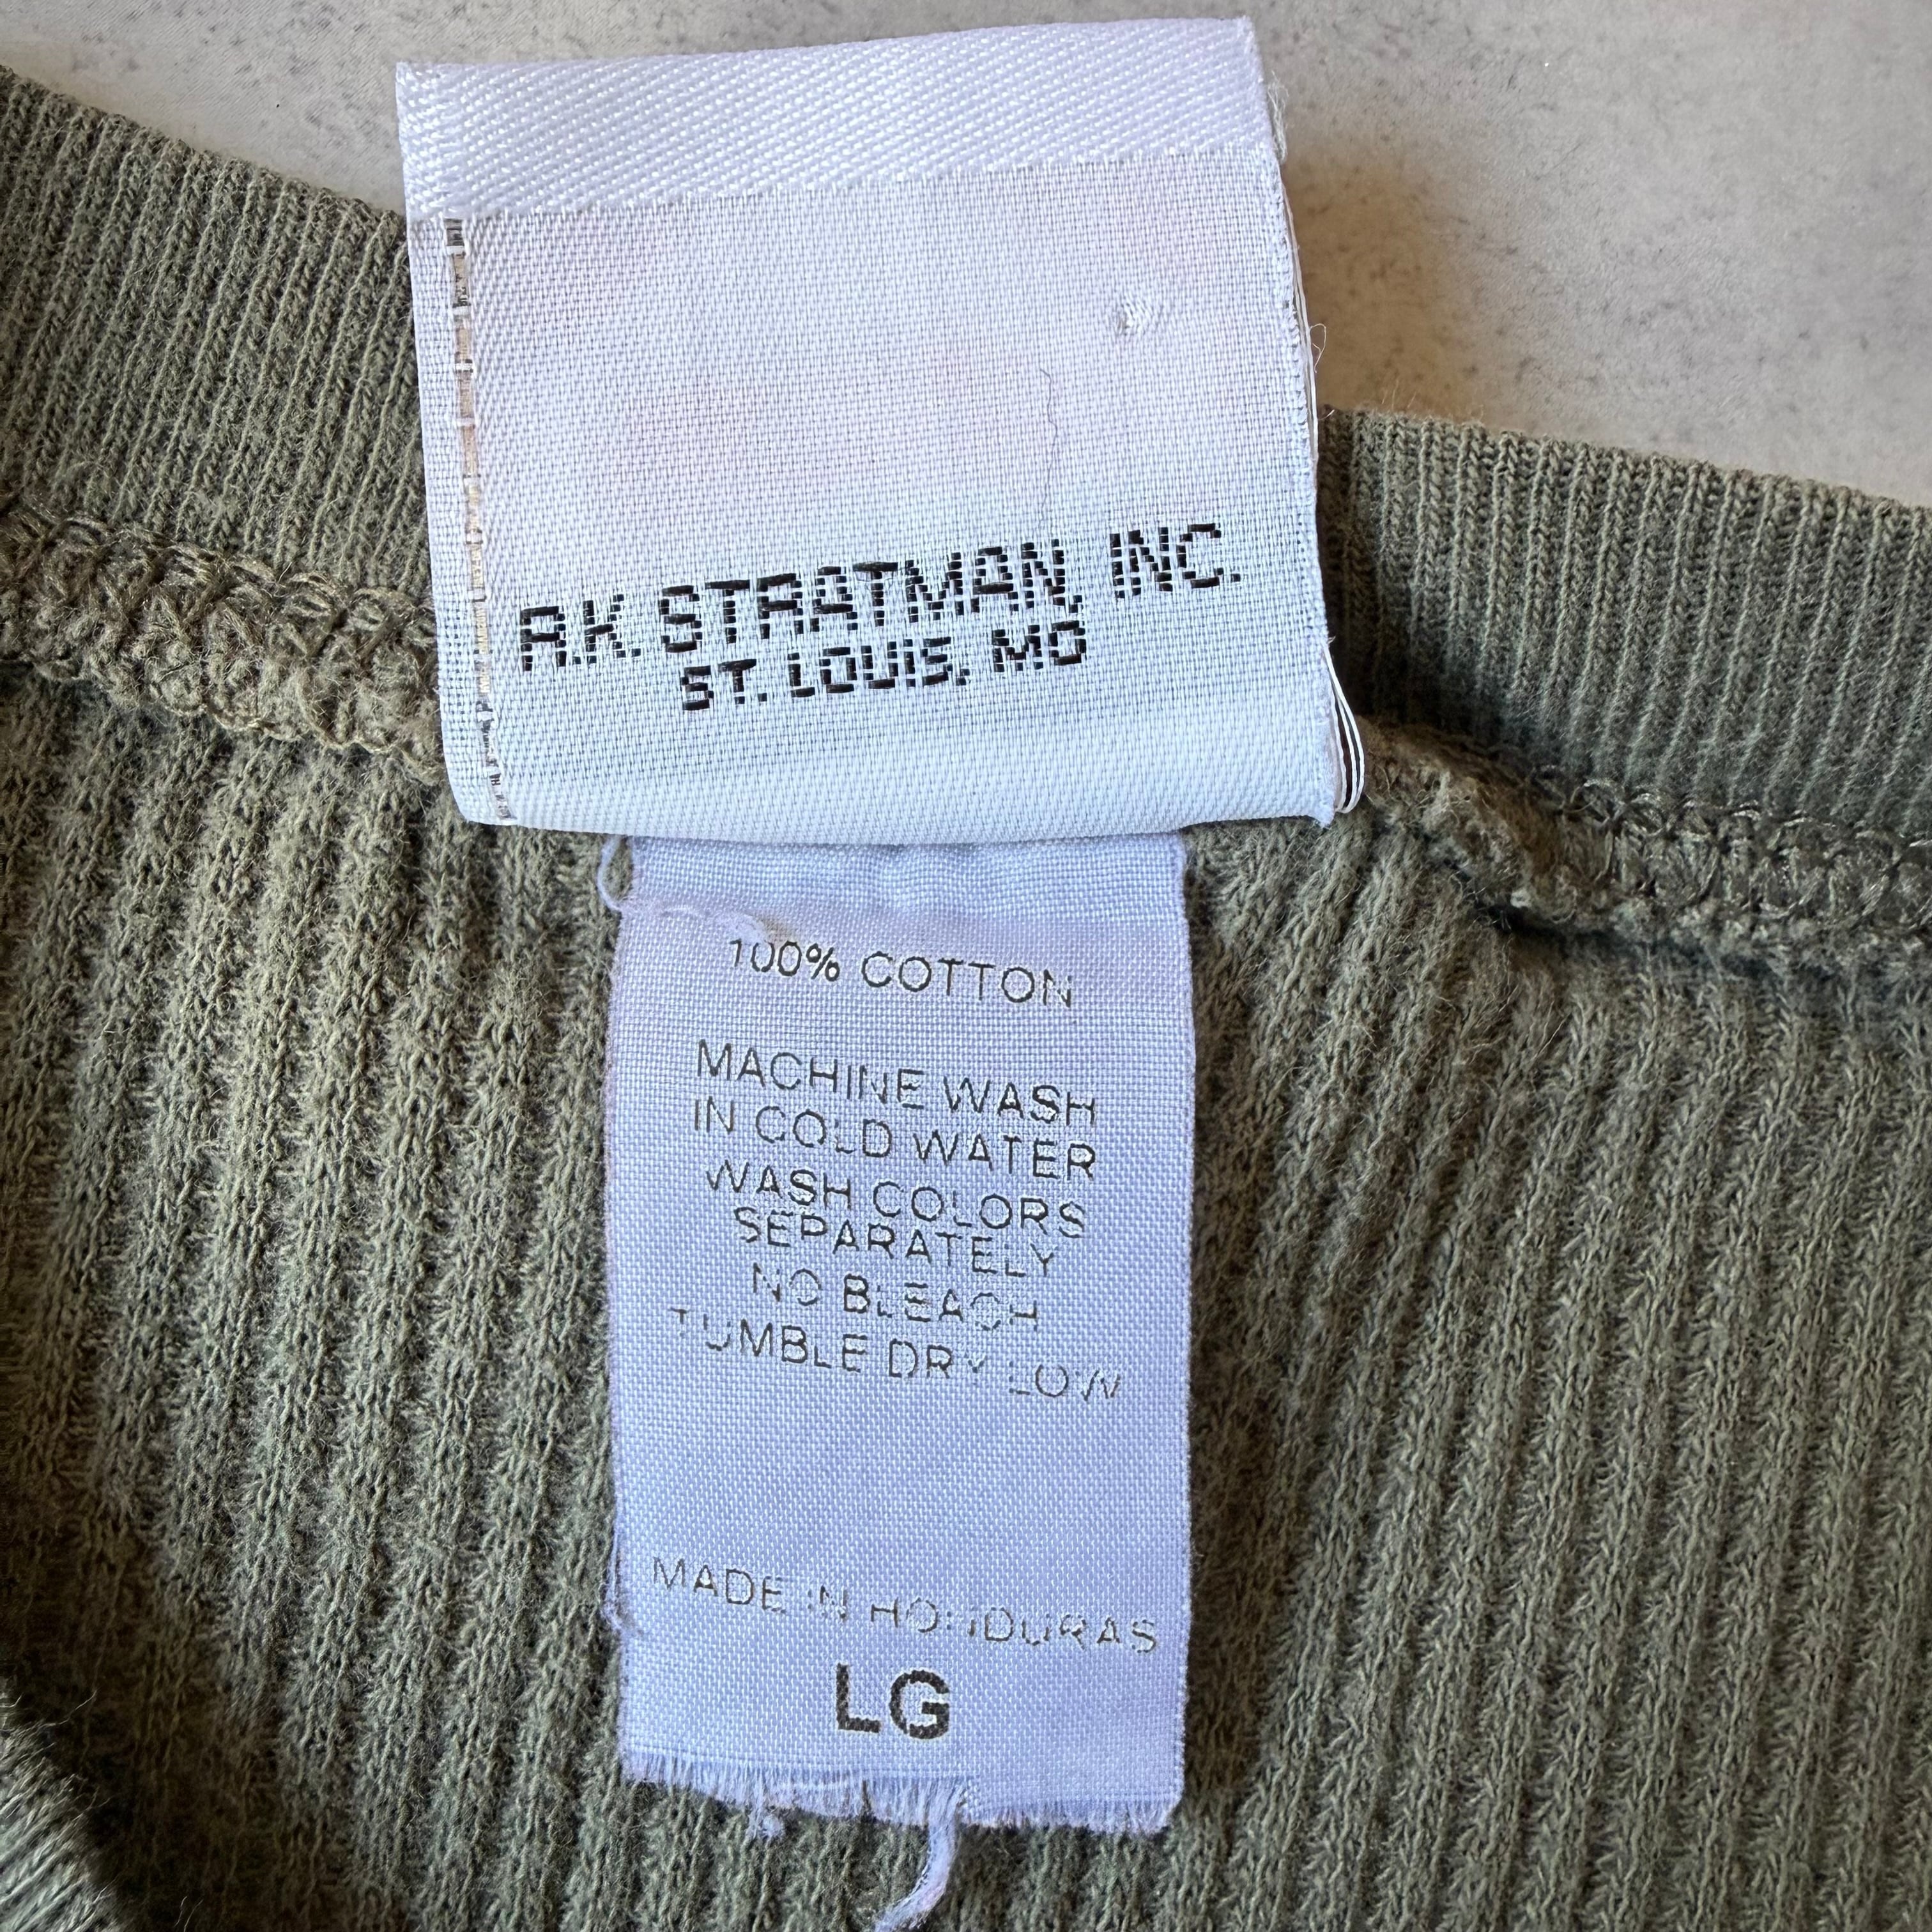 R.K. STRATMAN, INC.
ST. LOUIS, MO
100% COTTON
MACHINE WASH
IN COLD WATER
WASH COLORS
SEPARATELY
NO BLEACH
TUMBLE DRY LOW
MADE IN HONDURAS
LG